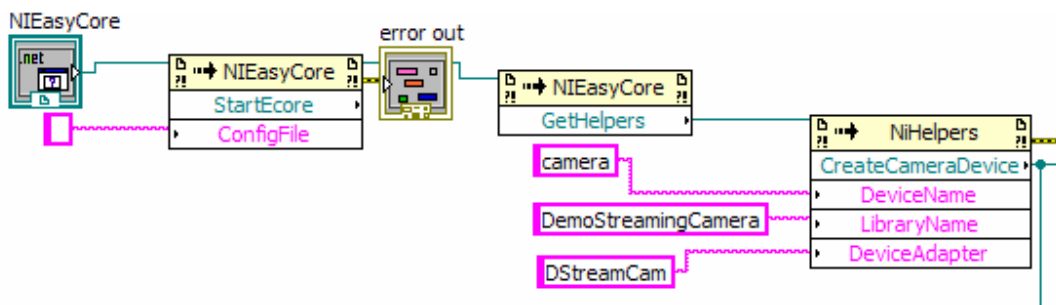 NIEasyCore
.net
?
NIEasyCore
StartEcore
ConfigFile
error out
NIEasyCore
GetHelpers
camera
DemoStreamingCamera
DStreamCam
NiHelpers
CreateCameraDevice
DeviceName
LibraryName
DeviceAdapter